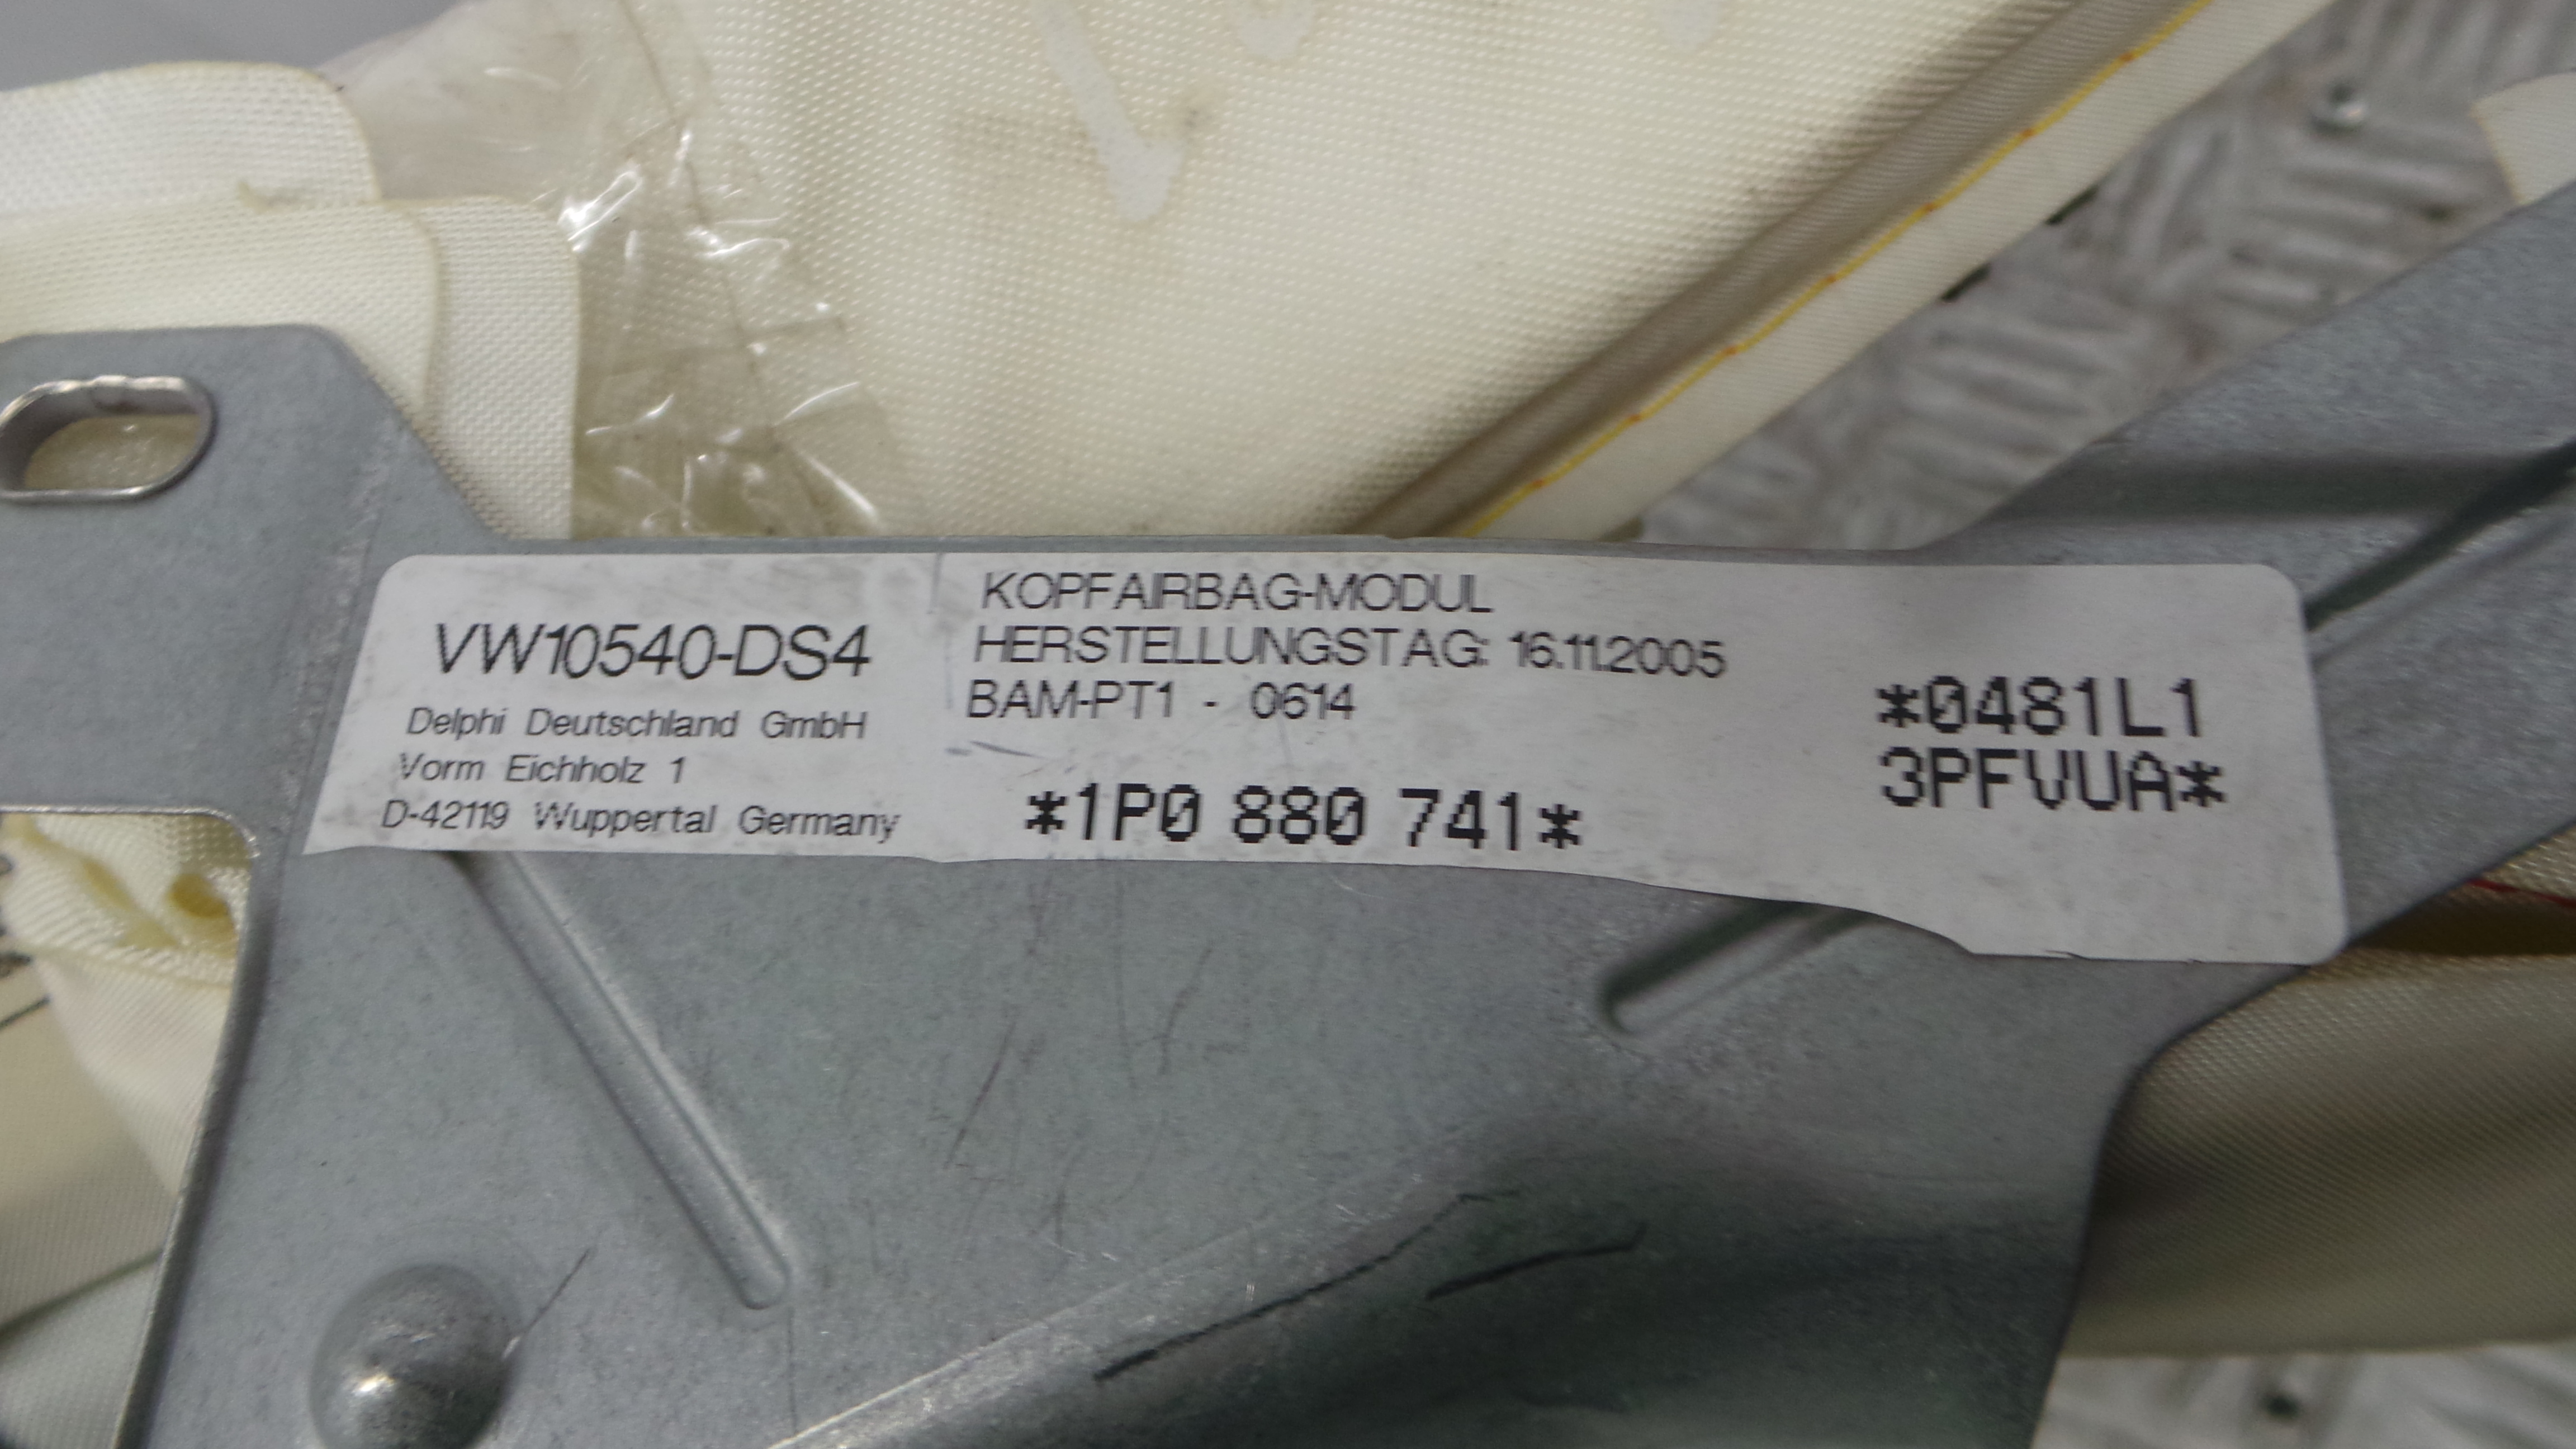 VW10540-DS4
Delphi Deutschland GmbH
Vorm Eichholz 1
D-42119 Wuppertal Germany
KOPFAIRBAG-MODUL
HERSTELLUNGSTAG: 16.11.2005
BAM-PT1 - 0614
*1P0 880 741*
*0481L1
3PFVUA*